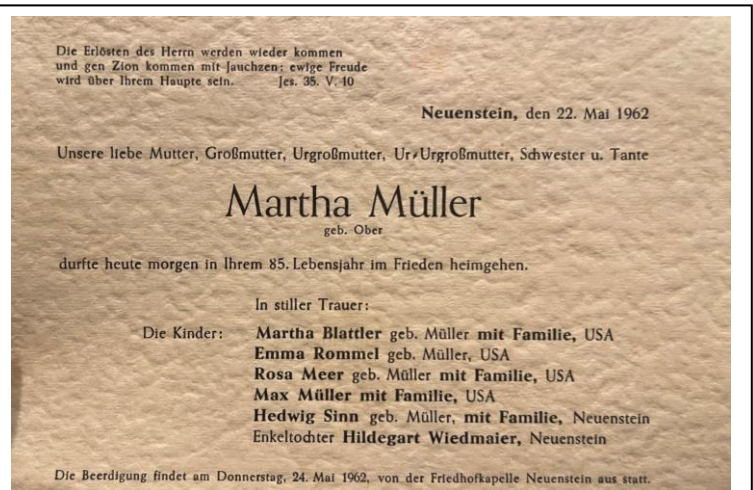 Die Erlösten des Herrn werden wieder kommen
und gen Zion kommen mit Jauchzen; ewige Freude
wird über Ihrem Haupte sein. Jes. 35. V. 10
Neuenstein, den 22. Mai 1962
Unsere liebe Mutter, Großmutter, Urgroßmutter, Ur-Urgroßmutter, Schwester u. Tante
Martha Müller
geb. Ober
durfte heute morgen in Ihrem 85. Lebensjahr im Frieden heimgehen.
In stiller Trauer:
Die Kinder: Martha Blattler geb. Müller mit Familie, USA
Emma Rommel geb. Müller, USA
Rosa Meer geb. Müller mit Familie, USA
Max Müller mit Familie, USA
Hedwig Sinn geb. Müller, mit Familie, Neuenstein
Enkeltochter Hildegart Wiedmaier, Neuenstein
Die Beerdigung findet am Donnerstag, 24. Mai 1962, von der Friedhofkapelle Neuenstein aus statt.